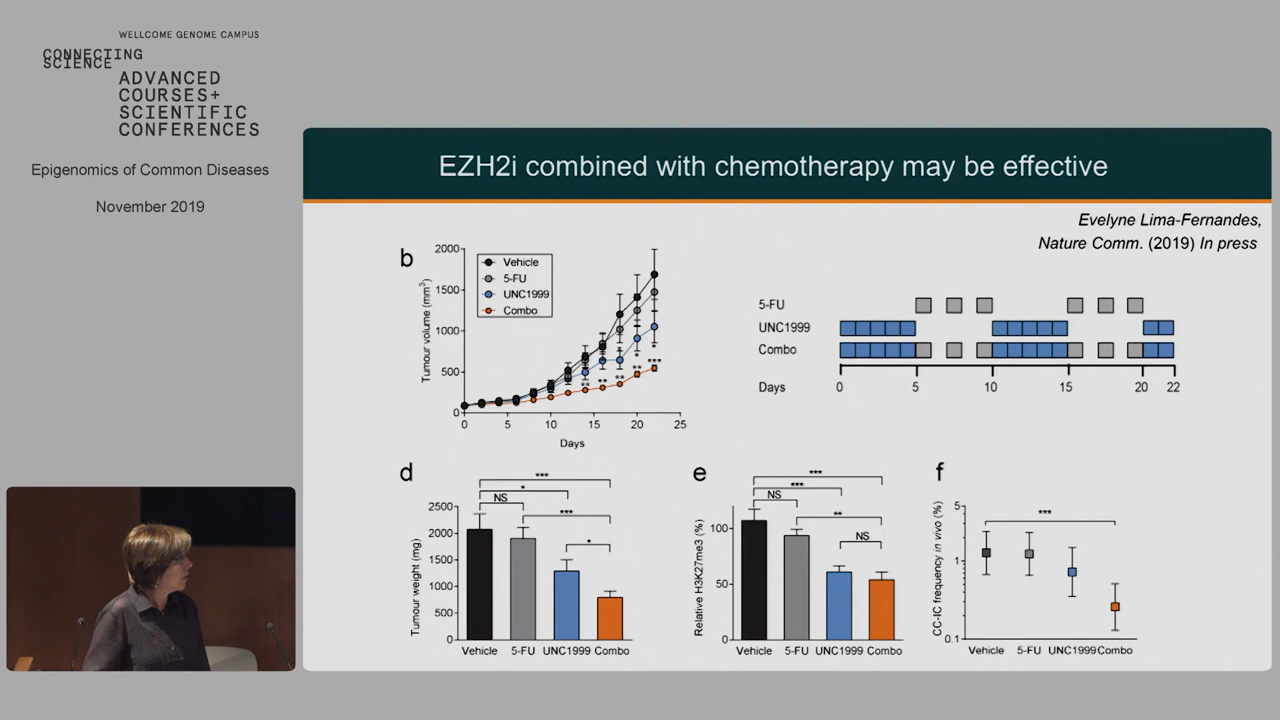 WELLCOME GENOME CAMPUS
CONNECTING
SCIENCE
ADVANCED
COURSES+
SCIENTIFIC
CONFERENCES
Epigenomics of Common Diseases
November 2019
EZH2i combined with chemotherapy may be effective
Evelyne Lima-Fernandes,
Nature Comm. (2019) In press
b
Tumour volume (mm³)
2000
1500
1000
500
0
Vehicle
5-FU
UNC1999
Combo
*
*
*
** ** ** ** ***
0 5 10 15 20 25
Days
5-FU
UNC1999
Combo
Days 0 5 10 15 20 22
d
Tumour weight (mg)
2500
2000
1500
1000
500
0
***
*
NS
***
*
Vehicle 5-FU UNC1999 Combo
e
Relative H3K27me3 (%)
100
50
0
***
***
NS
**
NS
Vehicle 5-FU UNC1999 Combo
f
CC-IC frequency in vivo (%)
5
1
0.1
***
Vehicle 5-FU UNC1999 Combo